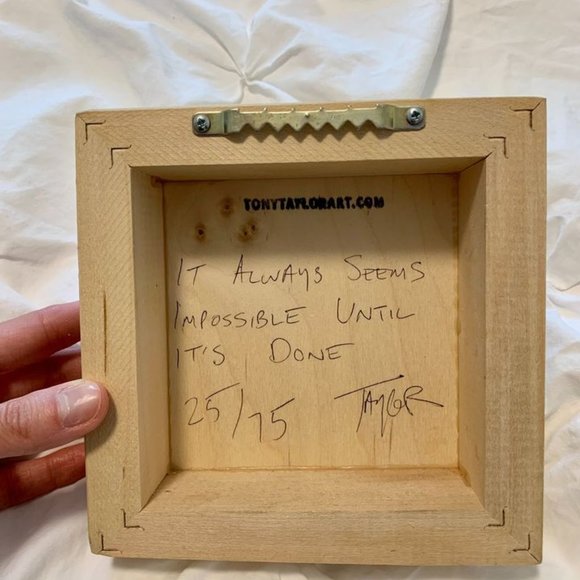 TONYTAYLORART.COM
IT ALWAYS SEEMS
IMPOSSIBLE UNTIL
IT'S DONE
25/75 TAYLOR